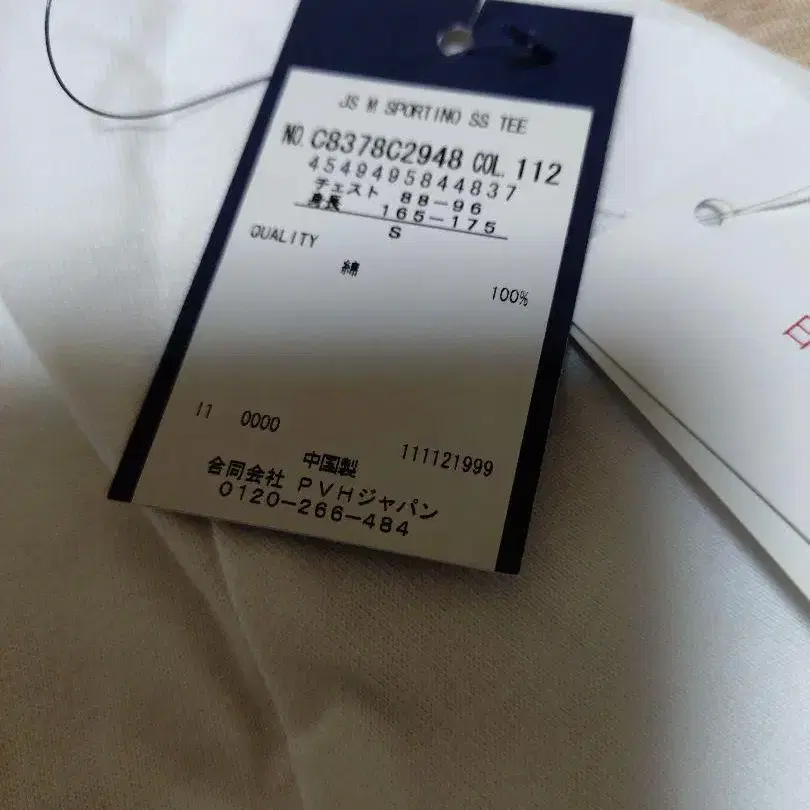 JS M SPORTINO SS TEE
NO. C8378C2948 COL. 112
4549495844837
チェスト 88-96
身長 165-175
S
QUALITY
綿
100%
11 0000
中国製 111121999
合同会社 PVHジャパン
0120-266-484